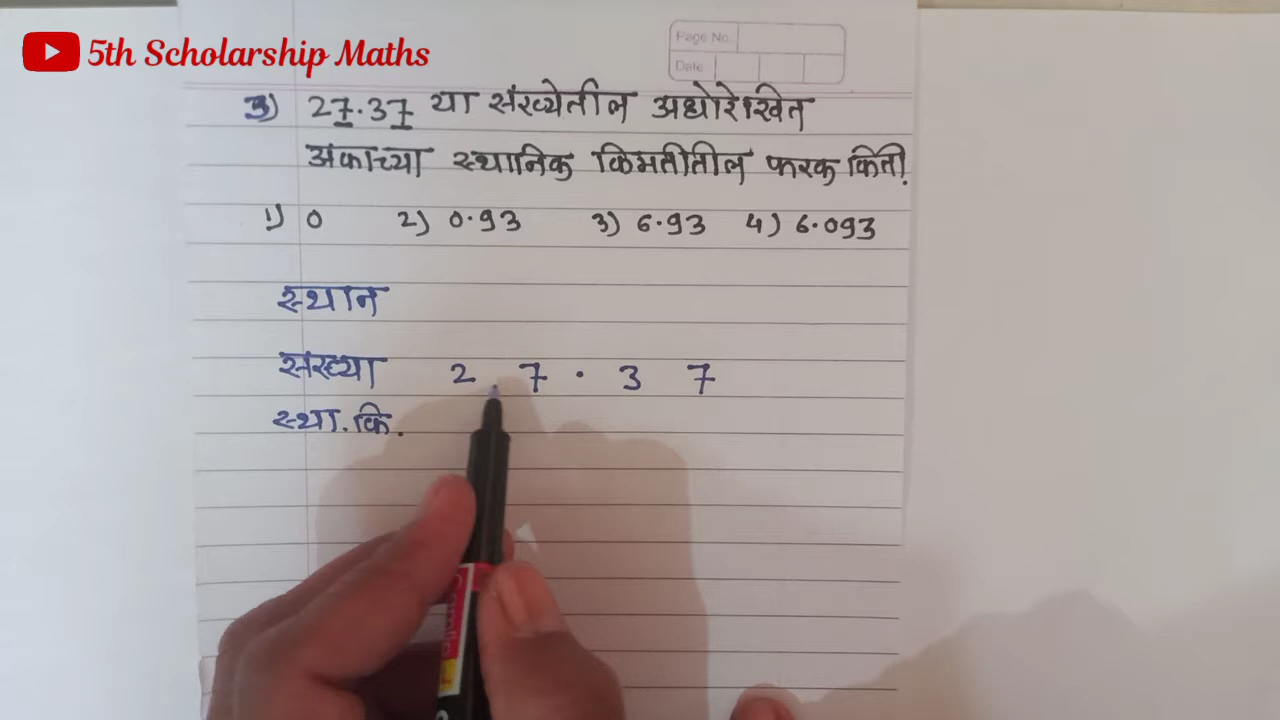 5th Scholarship Maths
Page No.
Date
3) 27.37 या संख्येतील अधोरेखित
अंकाच्या स्थानिक किमतीतील फरक किती.
1) 0 2) 0.93 3) 6.93 4) 6.093
स्थान
संख्या 2 7 . 3 7
स्था. कि.